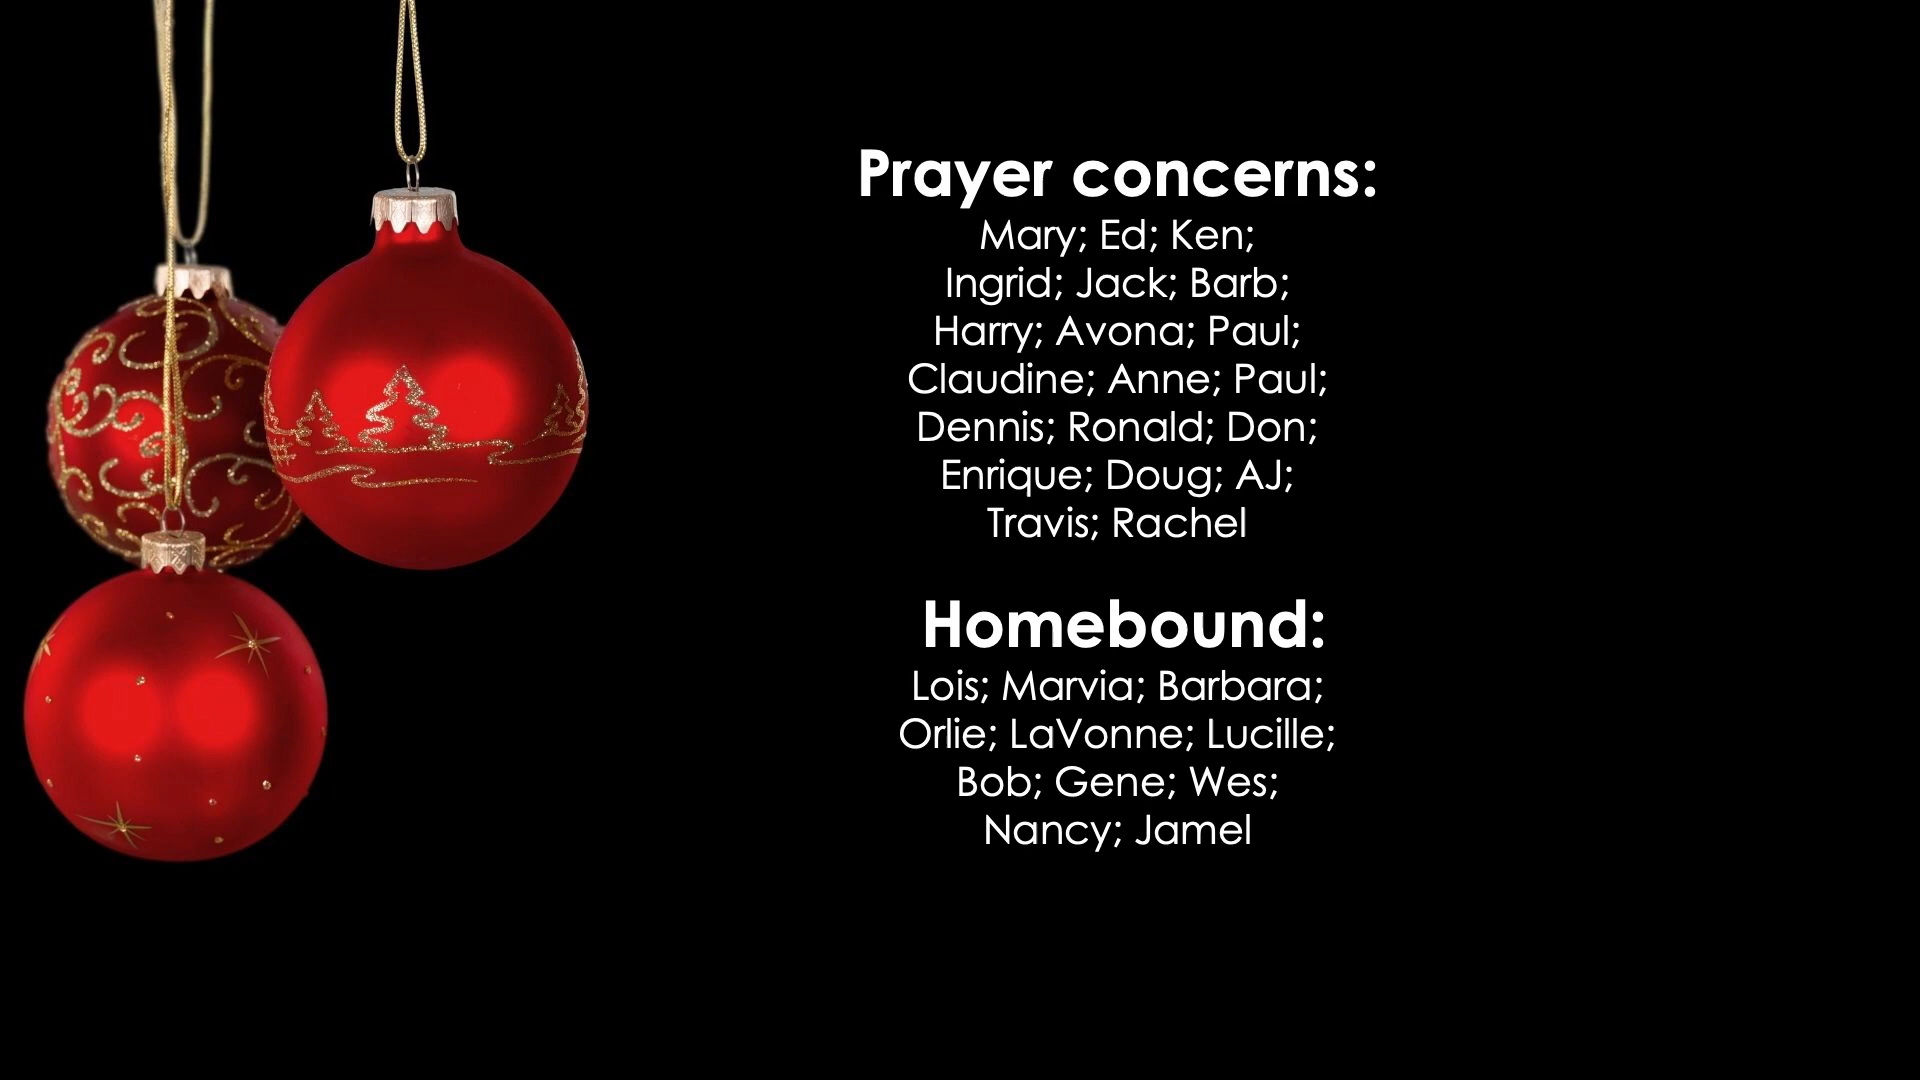 Prayer concerns:
Mary; Ed; Ken;
Ingrid; Jack; Barb;
Harry; Avona; Paul;
Claudine; Anne; Paul;
Dennis; Ronald; Don;
Enrique; Doug; AJ;
Travis; Rachel
Homebound:
Lois; Marvia; Barbara;
Orlie; LaVonne; Lucille;
Bob; Gene; Wes;
Nancy; Jamel